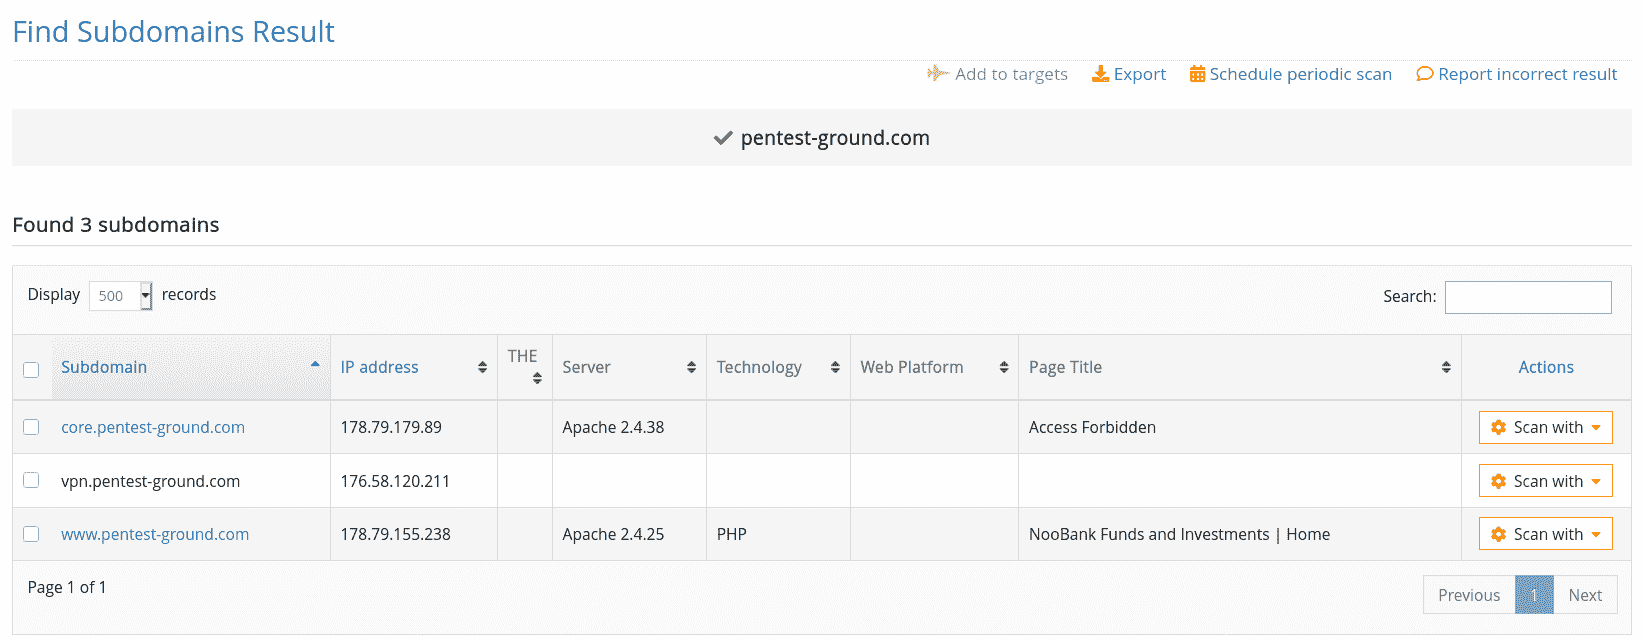 Find Subdomains Result
Add to targets Export Schedule periodic scan Report incorrect result
pentest-ground.com
Found 3 subdomains
Display 500 records Search:
Subdomain IP address THE Server Technology Web Platform Page Title Actions
core.pentest-ground.com 178.79.179.89 Apache 2.4.38 Access Forbidden Scan with
vpn.pentest-ground.com 176.58.120.211 Scan with
www.pentest-ground.com 178.79.155.238 Apache 2.4.25 PHP NooBank Funds and Investments | Home Scan with
Page 1 of 1
Previous 1 Next